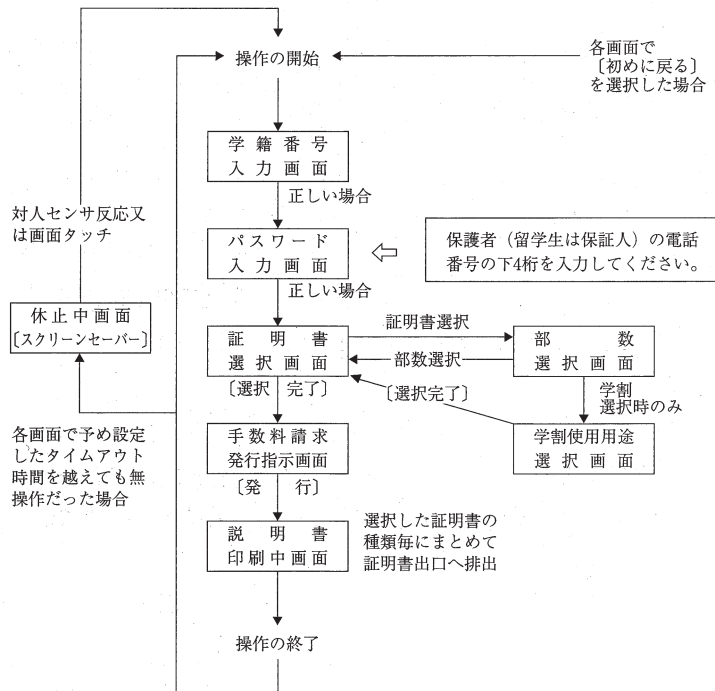 操作の開始
各画面で
〔初めに戻る〕
を選択した場合
学籍番号
入力画面
正しい場合
対人センサ反応又
は画面タッチ
パスワード
入力画面
保護者（留学生は保証人）の電話
番号の下4桁を入力してください。
正しい場合
休止中画面
〔スクリーンセーバー〕
証明書
選択画面
証明書選択
部数選択
部数
選択画面
〔選択 完了〕
〔選択完了〕
学割
選択時のみ
各画面で予め設定
したタイムアウト
時間を越えても無
操作だった場合
手数料請求
発行指示画面
学割使用用途
選択画面
〔発行〕
説明書
印刷中画面
選択した証明書の
種類毎にまとめて
証明書出口へ排出
操作の終了